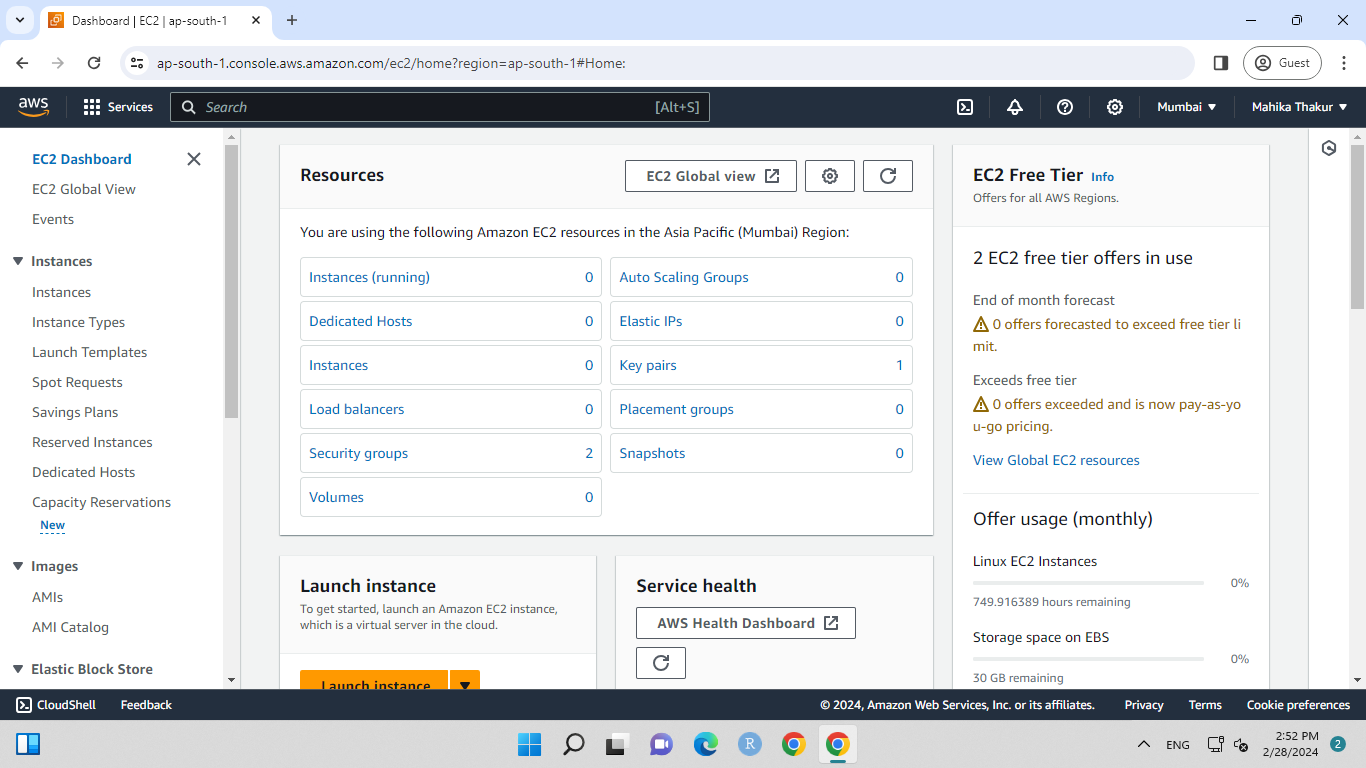 Dashboard | EC2 | ap-south-1
ap-south-1.console.aws.amazon.com/ec2/home?region=ap-south-1#Home:
Guest
aws
Services
Search
[Alt+S]
Mumbai
Mahika Thakur
EC2 Dashboard
EC2 Global View
Events
Instances
Instances
Instance Types
Launch Templates
Spot Requests
Savings Plans
Reserved Instances
Dedicated Hosts
Capacity Reservations
New
Images
AMIs
AMI Catalog
Elastic Block Store
Resources
EC2 Global view
You are using the following Amazon EC2 resources in the Asia Pacific (Mumbai) Region:
Instances (running) 0
Auto Scaling Groups 0
Dedicated Hosts 0
Elastic IPs 0
Instances 0
Key pairs 1
Load balancers 0
Placement groups 0
Security groups 2
Snapshots 0
Volumes 0
Launch instance
To get started, launch an Amazon EC2 instance,
which is a virtual server in the cloud.
Launch instance
Service health
AWS Health Dashboard
EC2 Free Tier Info
Offers for all AWS Regions.
2 EC2 free tier offers in use
End of month forecast
0 offers forecasted to exceed free tier li
mit.
Exceeds free tier
0 offers exceeded and is now pay-as-yo
u-go pricing.
View Global EC2 resources
Offer usage (monthly)
Linux EC2 Instances
0%
749.916389 hours remaining
Storage space on EBS
0%
30 GB remaining
CloudShell
Feedback
© 2024, Amazon Web Services, Inc. or its affiliates.
Privacy
Terms
Cookie preferences
R
ENG
2:52 PM
2/28/2024
2